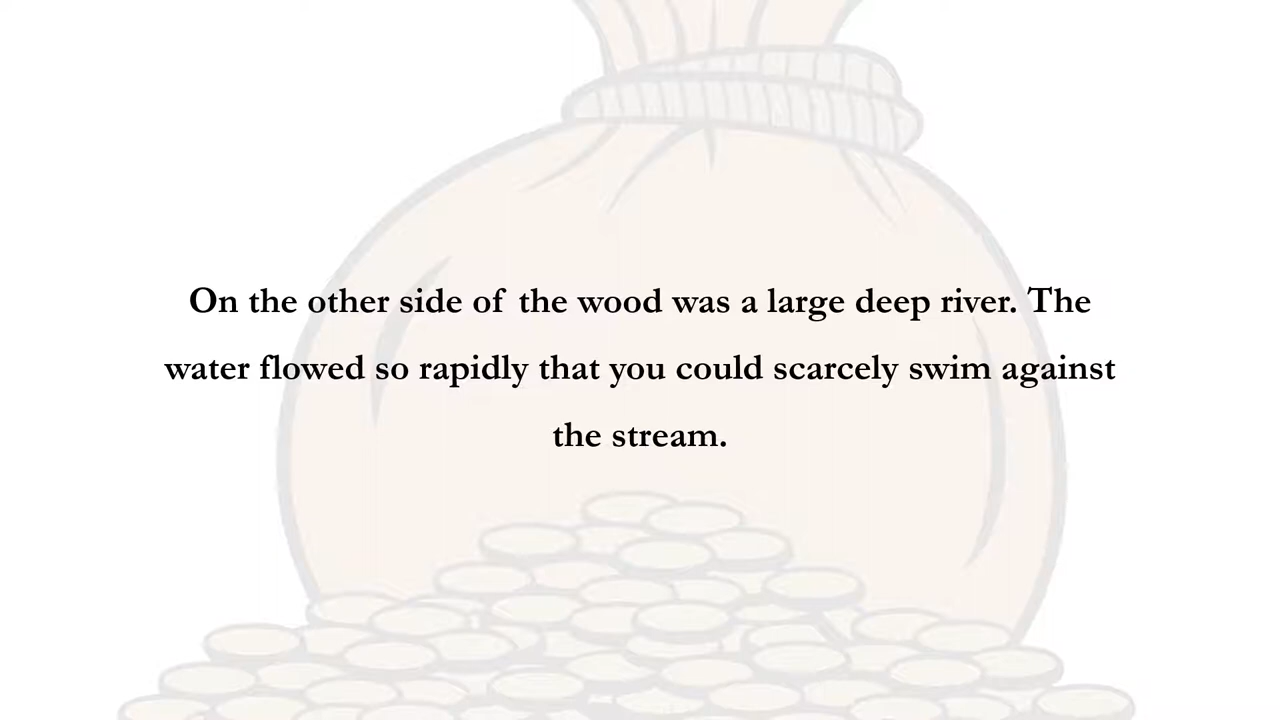 On the other side of the wood was a large deep river. The
water flowed so rapidly that you could scarcely swim against
the stream.